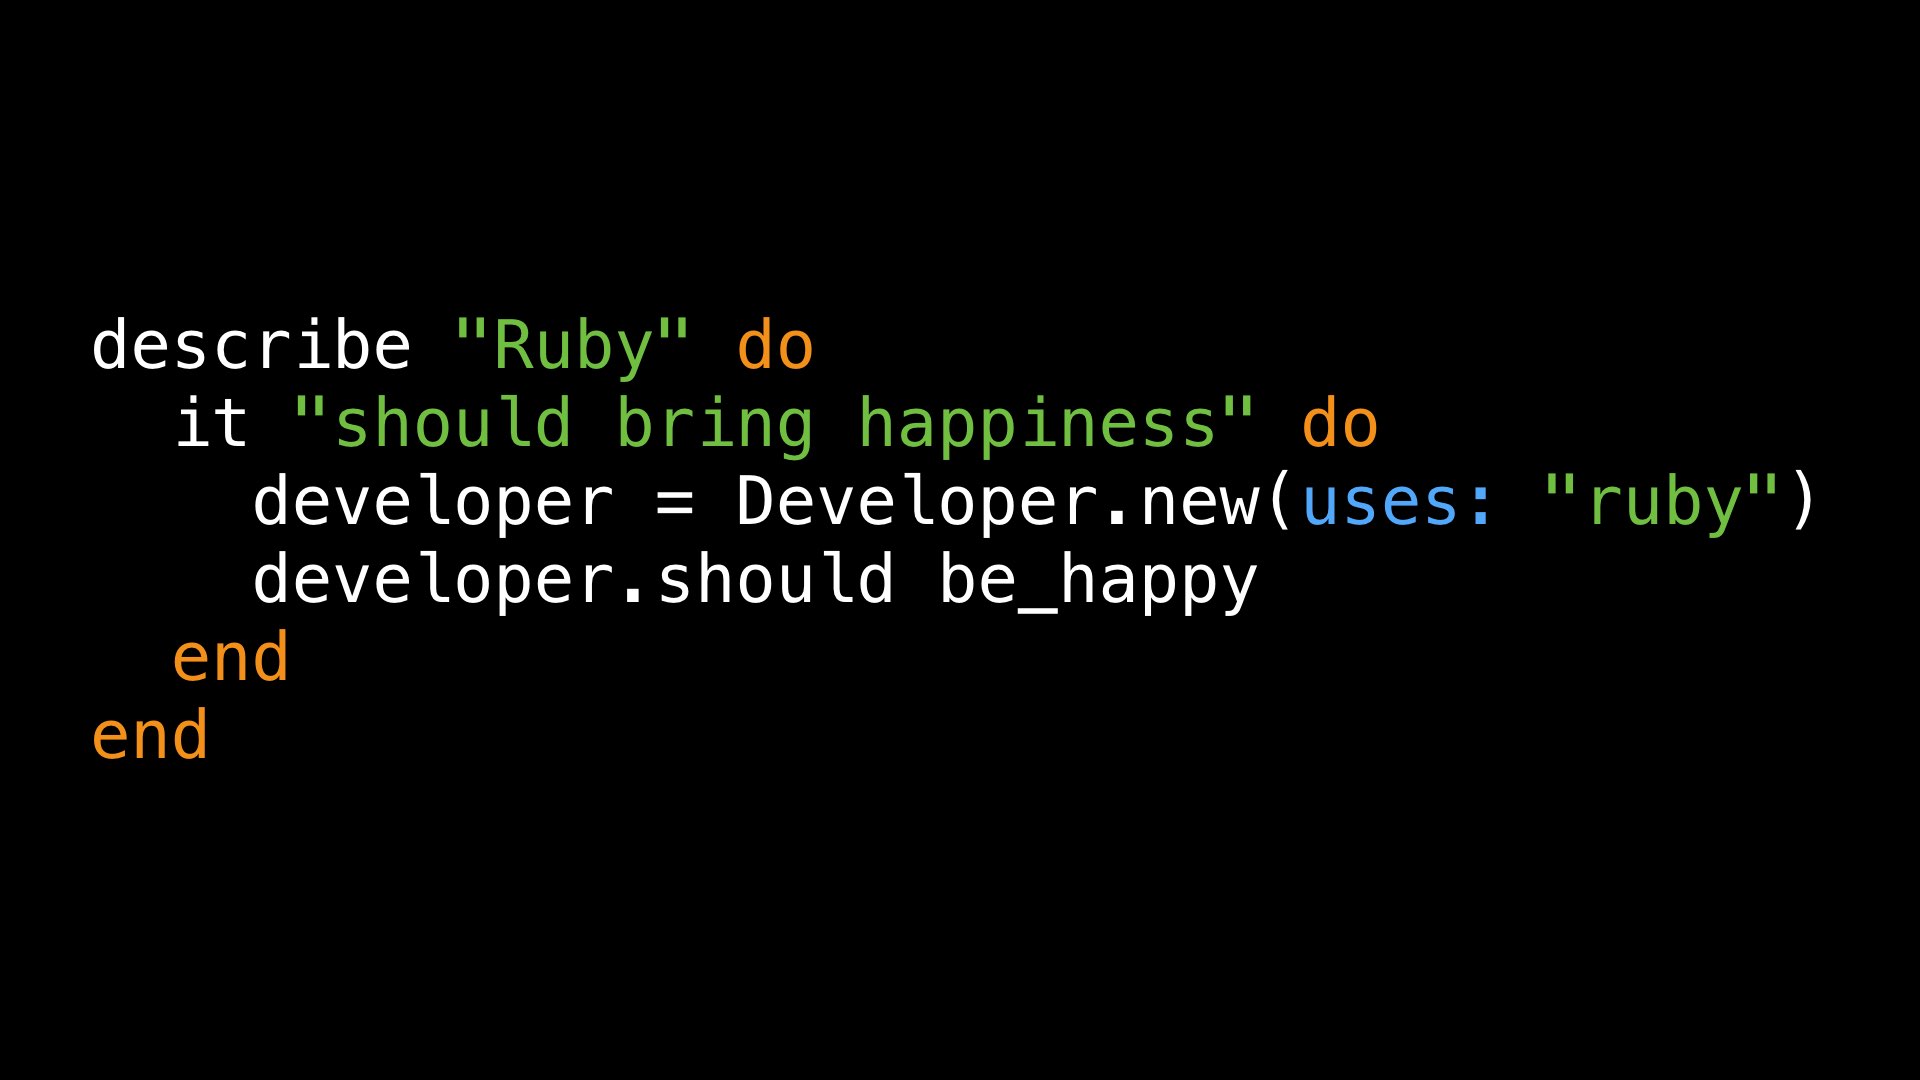 describe "Ruby" do
  it "should bring happiness" do
    developer = Developer.new(uses: "ruby")
    developer.should be_happy
  end
end